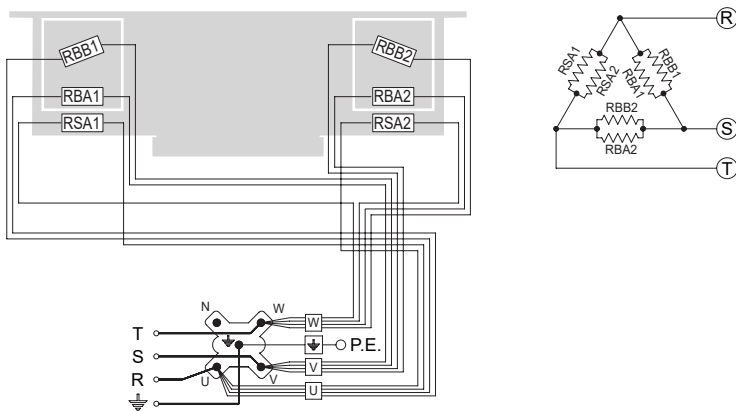 RBB1
RBB2
RBA1
RBA2
RSA1
RSA2
R
RSA1
RSA2
RBA1
RBB1
RBB2
RBA2
S
T
N
W
W
T
P.E.
S
V
R
U
V
U